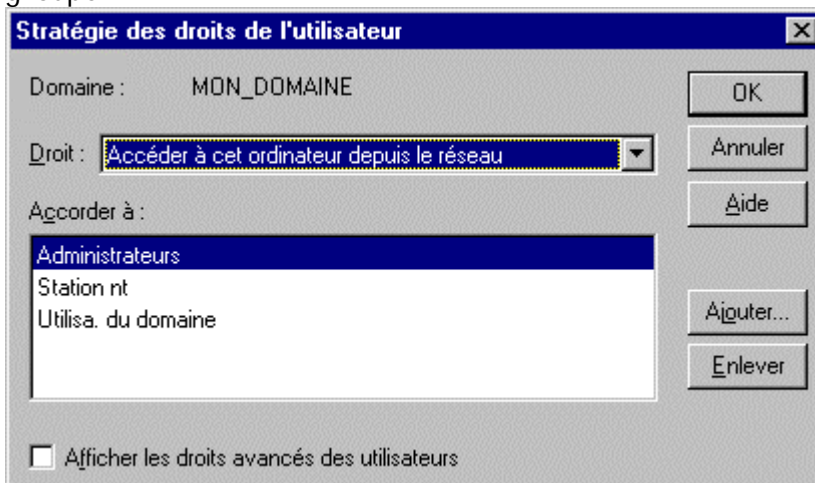 groupe
Stratégie des droits de l'utilisateur
Domaine : MON_DOMAINE
OK
Droit : Accéder à cet ordinateur depuis le réseau
Annuler
Accorder à :
Aide
Administrateurs
Station nt
Utilisa. du domaine
Ajouter...
Enlever
Afficher les droits avancés des utilisateurs